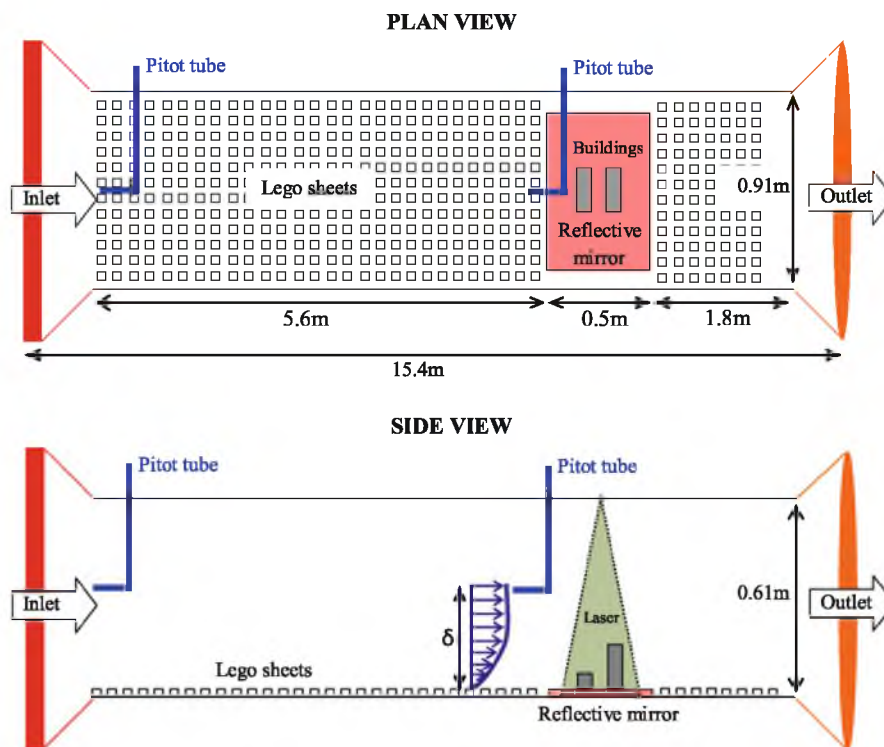 PLAN VIEW
Pitot tube
Pitot tube
Buildings
Inlet
Lego sheets
0.91m
Outlet
Reflective
mirror
5.6m
0.5m
1.8m
15.4m
SIDE VIEW
Pitot tube
Pitot tube
Inlet
δ
Laser
0.61m
Outlet
Lego sheets
Reflective mirror